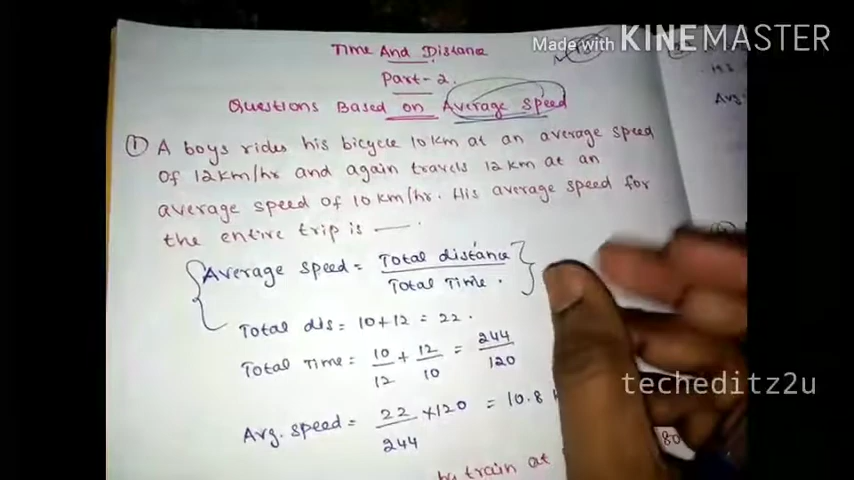 Time And Distance
Made with KINEMASTER
Part-2.
Questions Based on Average speed
① A boys rides his bicycle 10 km at an average speed
of 12 km/hr and again travels 12 km at an
average speed of 10 km/hr. His average speed for
the entire trip is —.
Average speed = Total distance / Total Time.
Total dis = 10+12 = 22.
Total Time = 10/12 + 12/10 = 244/120
Avg. speed = 22/244 × 120 = 10.8
by train at
techeditz2u
Avg
80